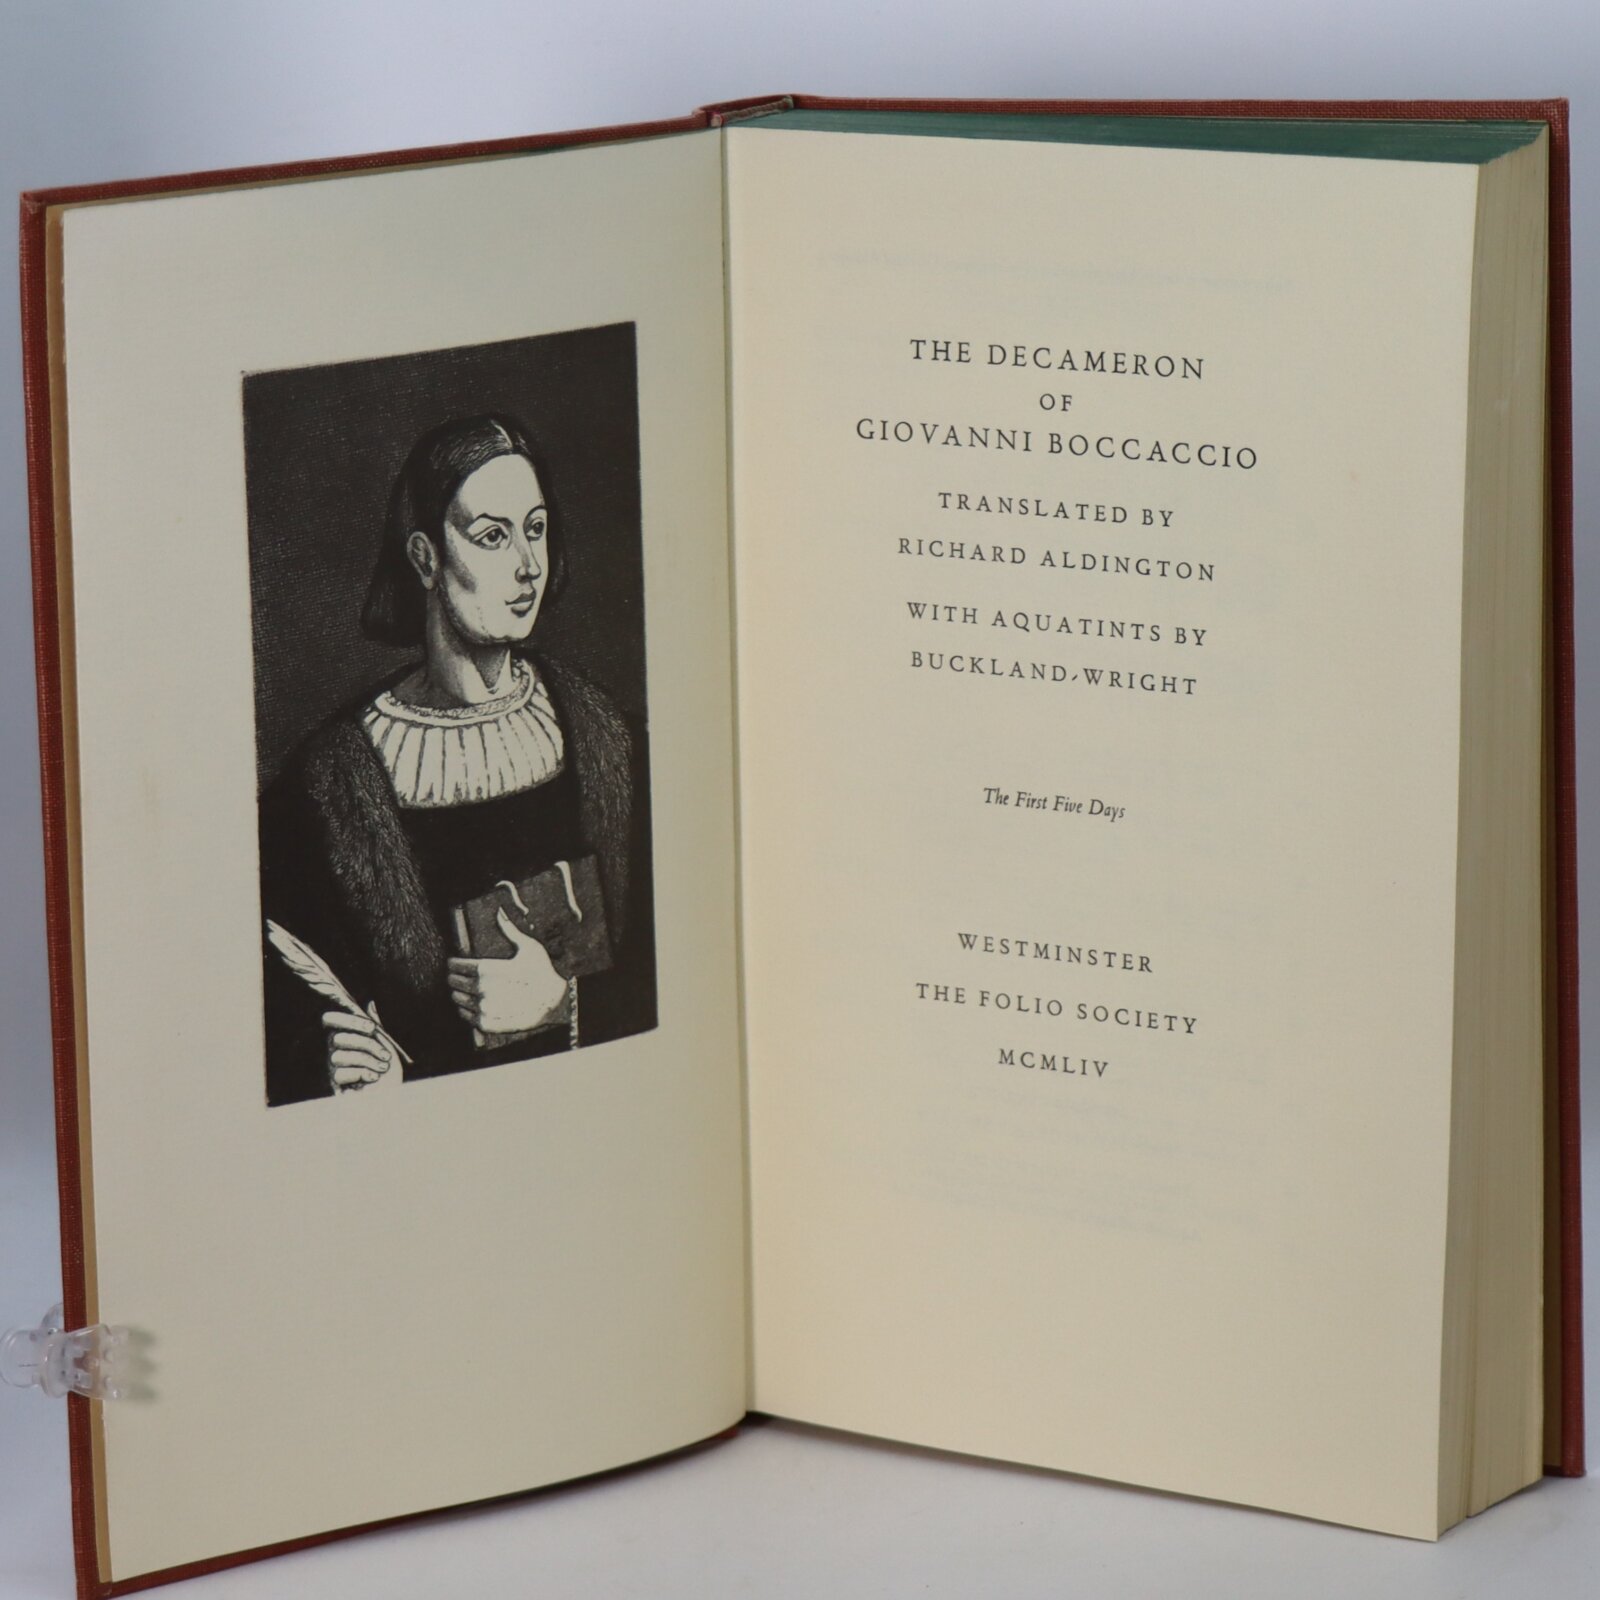 THE DECAMERON
OF
GIOVANNI BOCCACCIO
TRANSLATED BY
RICHARD ALDINGTON
WITH AQUATINTS BY
BUCKLAND-WRIGHT
The First Five Days
WESTMINSTER
THE FOLIO SOCIETY
MCMLIV